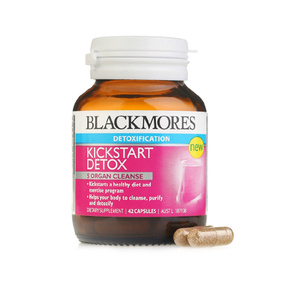 BLACKMORES
DETOXIFICATION
KICKSTART
DETOX
new
5 ORGAN CLEANSE
• Kickstarts a healthy diet and
exercise program
• Helps your body to cleanse, purify
and detoxify
DIETARY SUPPLEMENT | 42 CAPSULES | AUST L